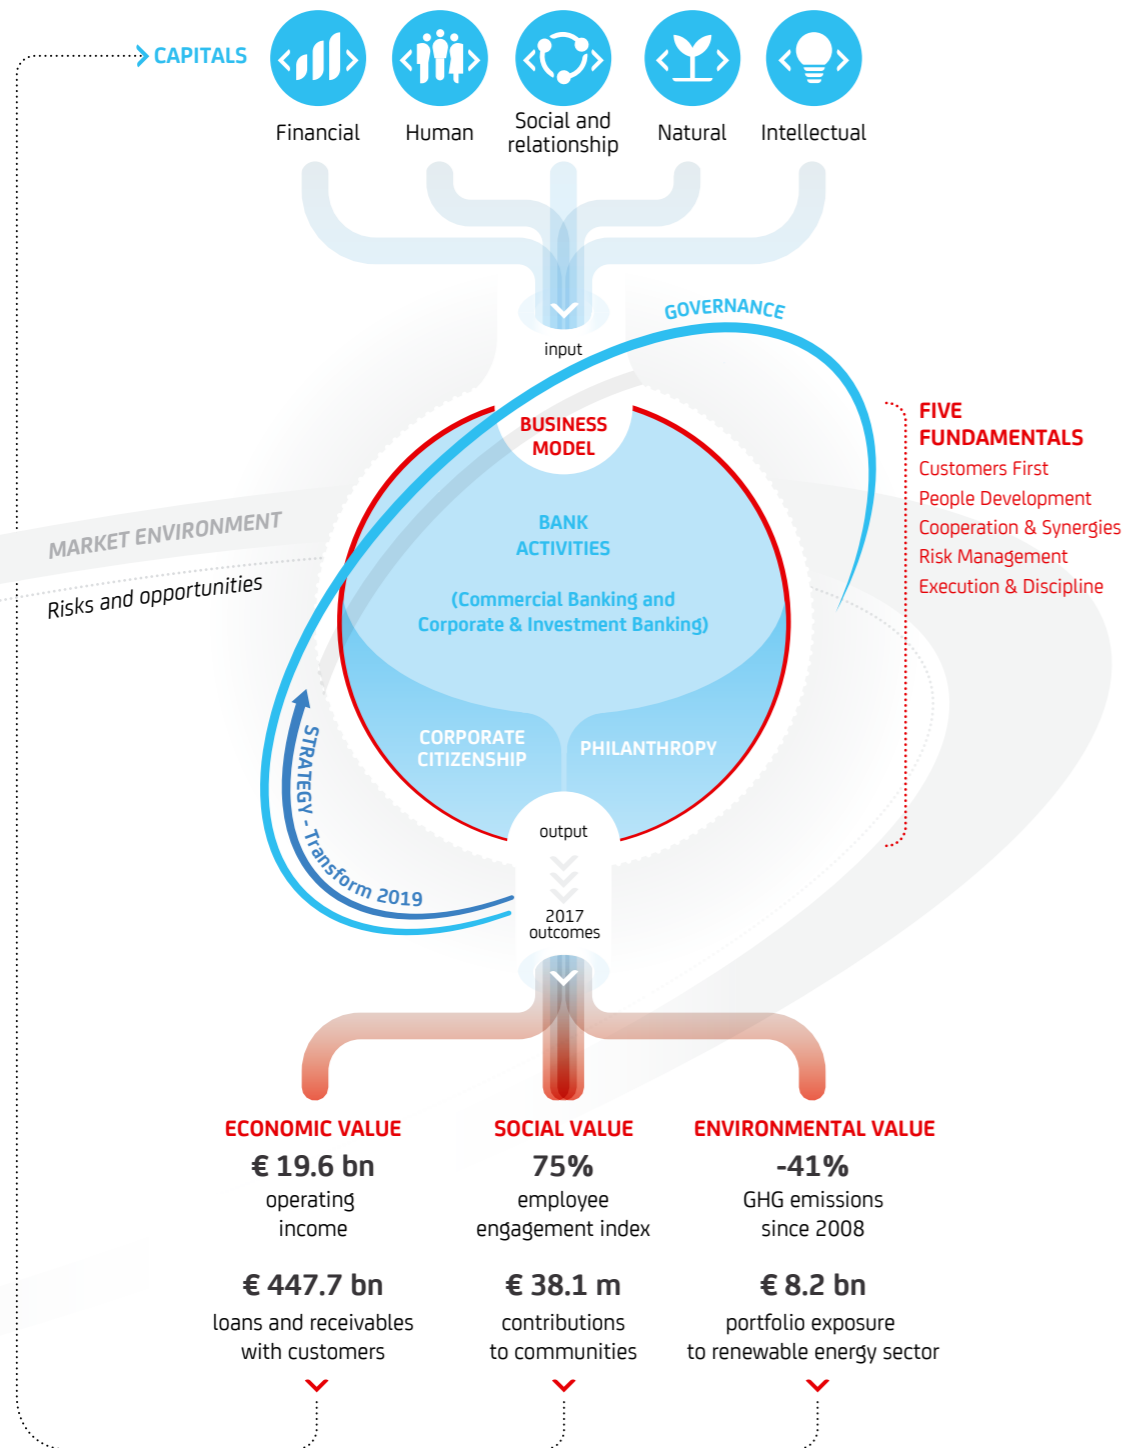 CAPITALS
Financial
Human
Social and
relationship
Natural
Intellectual
GOVERNANCE
input
BUSINESS
MODEL
FIVE
FUNDAMENTALS
Customers First
People Development
Cooperation & Synergies
Risk Management
Execution & Discipline
MARKET ENVIRONMENT
Risks and opportunities
BANK
ACTIVITIES
(Commercial Banking and
Corporate & Investment Banking)
STRATEGY - Transform 2019
CORPORATE
CITIZENSHIP
PHILANTHROPY
output
2017
outcomes
ECONOMIC VALUE
€ 19.6 bn
operating
income
€ 447.7 bn
loans and receivables
with customers
SOCIAL VALUE
75%
employee
engagement index
€ 38.1 m
contributions
to communities
ENVIRONMENTAL VALUE
-41%
GHG emissions
since 2008
€ 8.2 bn
portfolio exposure
to renewable energy sector